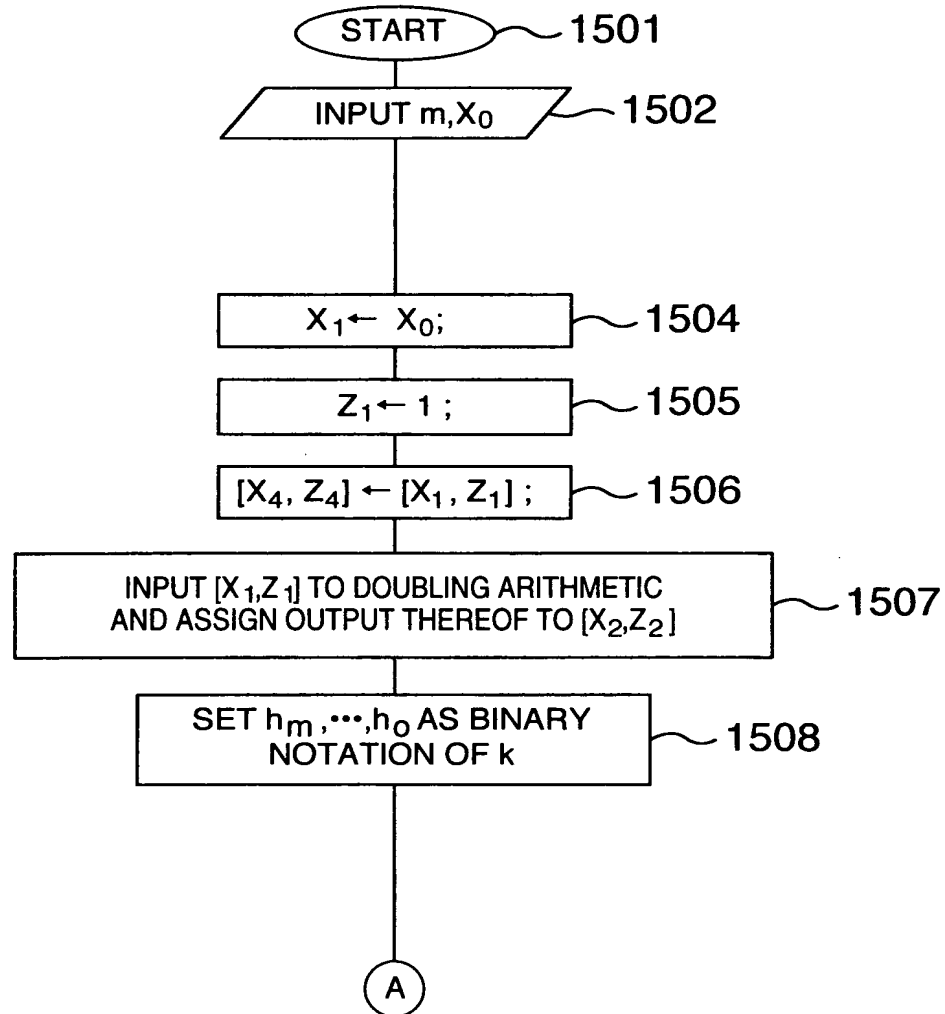 START 1501
INPUT m,X₀ 1502
X₁ ← X₀; 1504
Z₁ ← 1 ; 1505
[X₄, Z₄] ← [X₁, Z₁] ; 1506
INPUT [X₁,Z₁] TO DOUBLING ARITHMETIC
AND ASSIGN OUTPUT THEREOF TO [X₂,Z₂] 1507
SET hₘ,···,h₀ AS BINARY
NOTATION OF k 1508
A